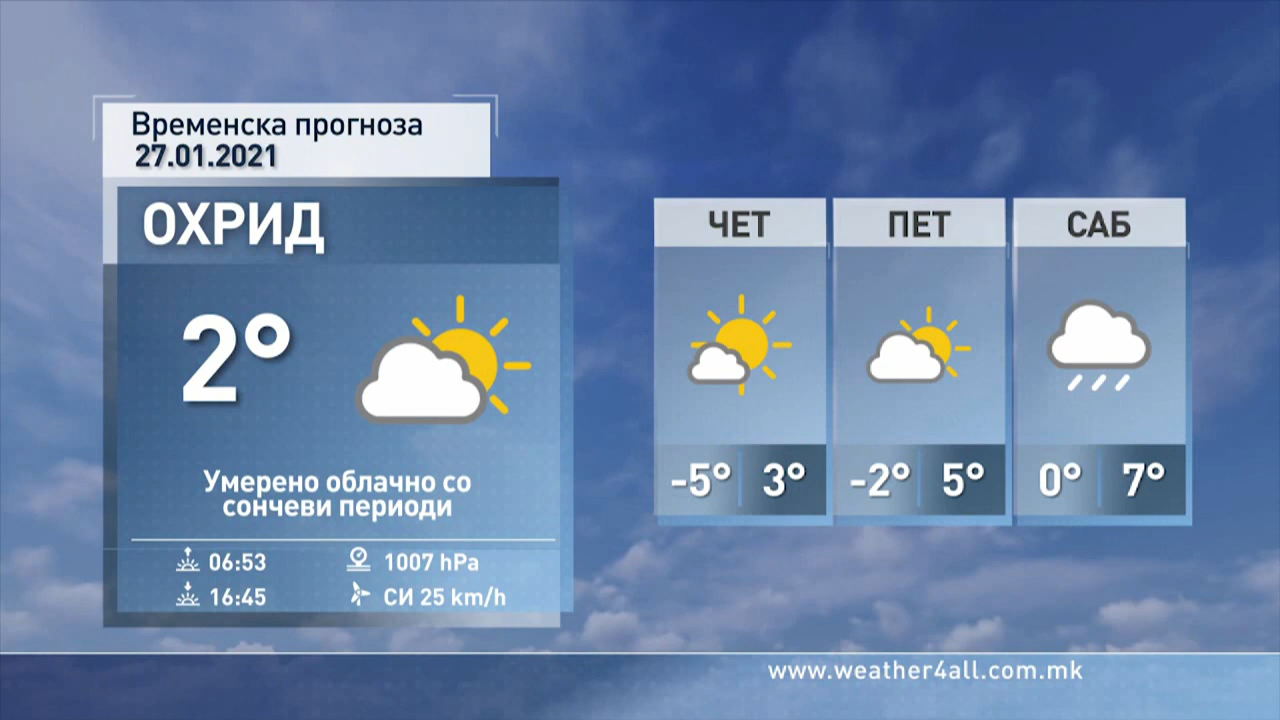 Временска прогноза
27.01.2021
ОХРИД
2°
Умерено облачно со
сончеви периоди
06:53
1007 hPa
16:45
СИ 25 km/h
ЧЕТ
-5° 3°
ПЕТ
-2° 5°
САБ
0° 7°
www.weather4all.com.mk